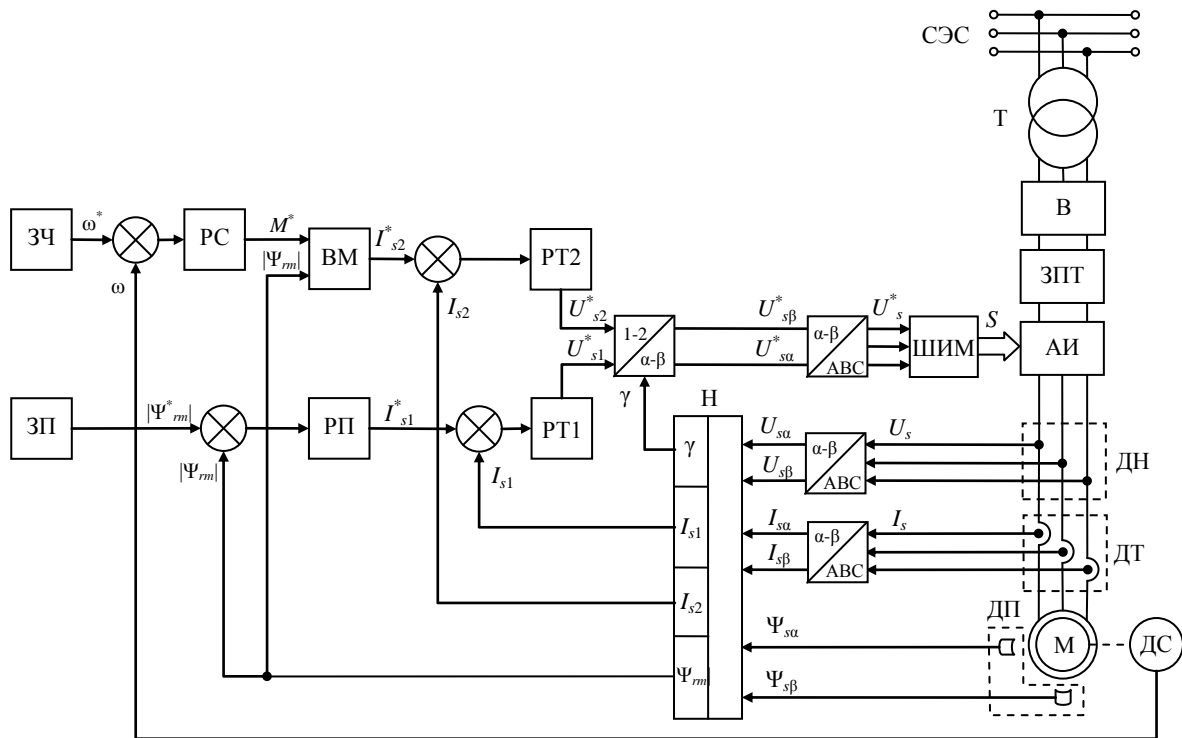 СЭС
Т
В
ЗЧ
ω*
РС
M*
ВМ
I*s2
РТ2
ЗПТ
|Ψrm|
ω
Is2
U*s2
1-2
α-β
U*sβ
α-β
ABC
U*s
ШИМ
S
АИ
U*s1
U*sα
γ
Н
ЗП
|Ψ*rm|
РП
I*s1
РТ1
γ
Usα
α-β
ABC
Us
ДН
Usβ
|Ψrm|
Is1
Is1
Isα
α-β
ABC
Is
ДТ
Isβ
Is2
ДП
Ψsα
М
ДС
Ψrm
Ψsβ